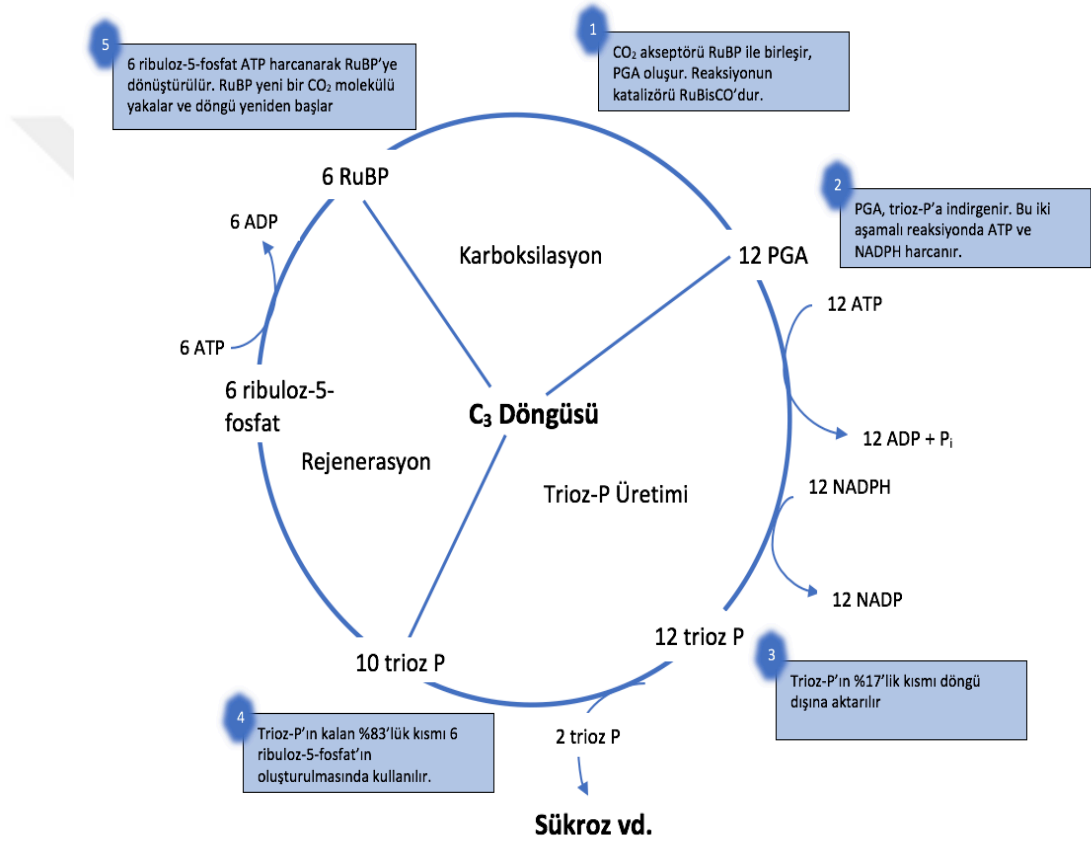 1
CO₂ akseptörü RuBP ile birleşir,
PGA oluşur. Reaksiyonun
katalizörü RuBisCO’dur.
5
6 ribuloz-5-fosfat ATP harcanarak RuBP’ye
dönüştürülür. RuBP yeni bir CO₂ molekülü
yakalar ve döngü yeniden başlar
6 RuBP
2
PGA, trioz-P’a indirgenir. Bu iki
aşamalı reaksiyonda ATP ve
NADPH harcanır.
6 ADP
Karboksilasyon
12 PGA
12 ATP
6 ATP
6 ribuloz-5-
fosfat
C₃ Döngüsü
12 ADP + Pᵢ
Rejenerasyon
Trioz-P Üretimi
12 NADPH
12 NADP
12 trioz P
10 trioz P
3
Trioz-P’ın %17’lik kısmı döngü
dışına aktarılır
4
Trioz-P’ın kalan %83’lük kısmı 6
ribuloz-5-fosfat’ın
oluşturulmasında kullanılır.
2 trioz P
Sükroz vd.